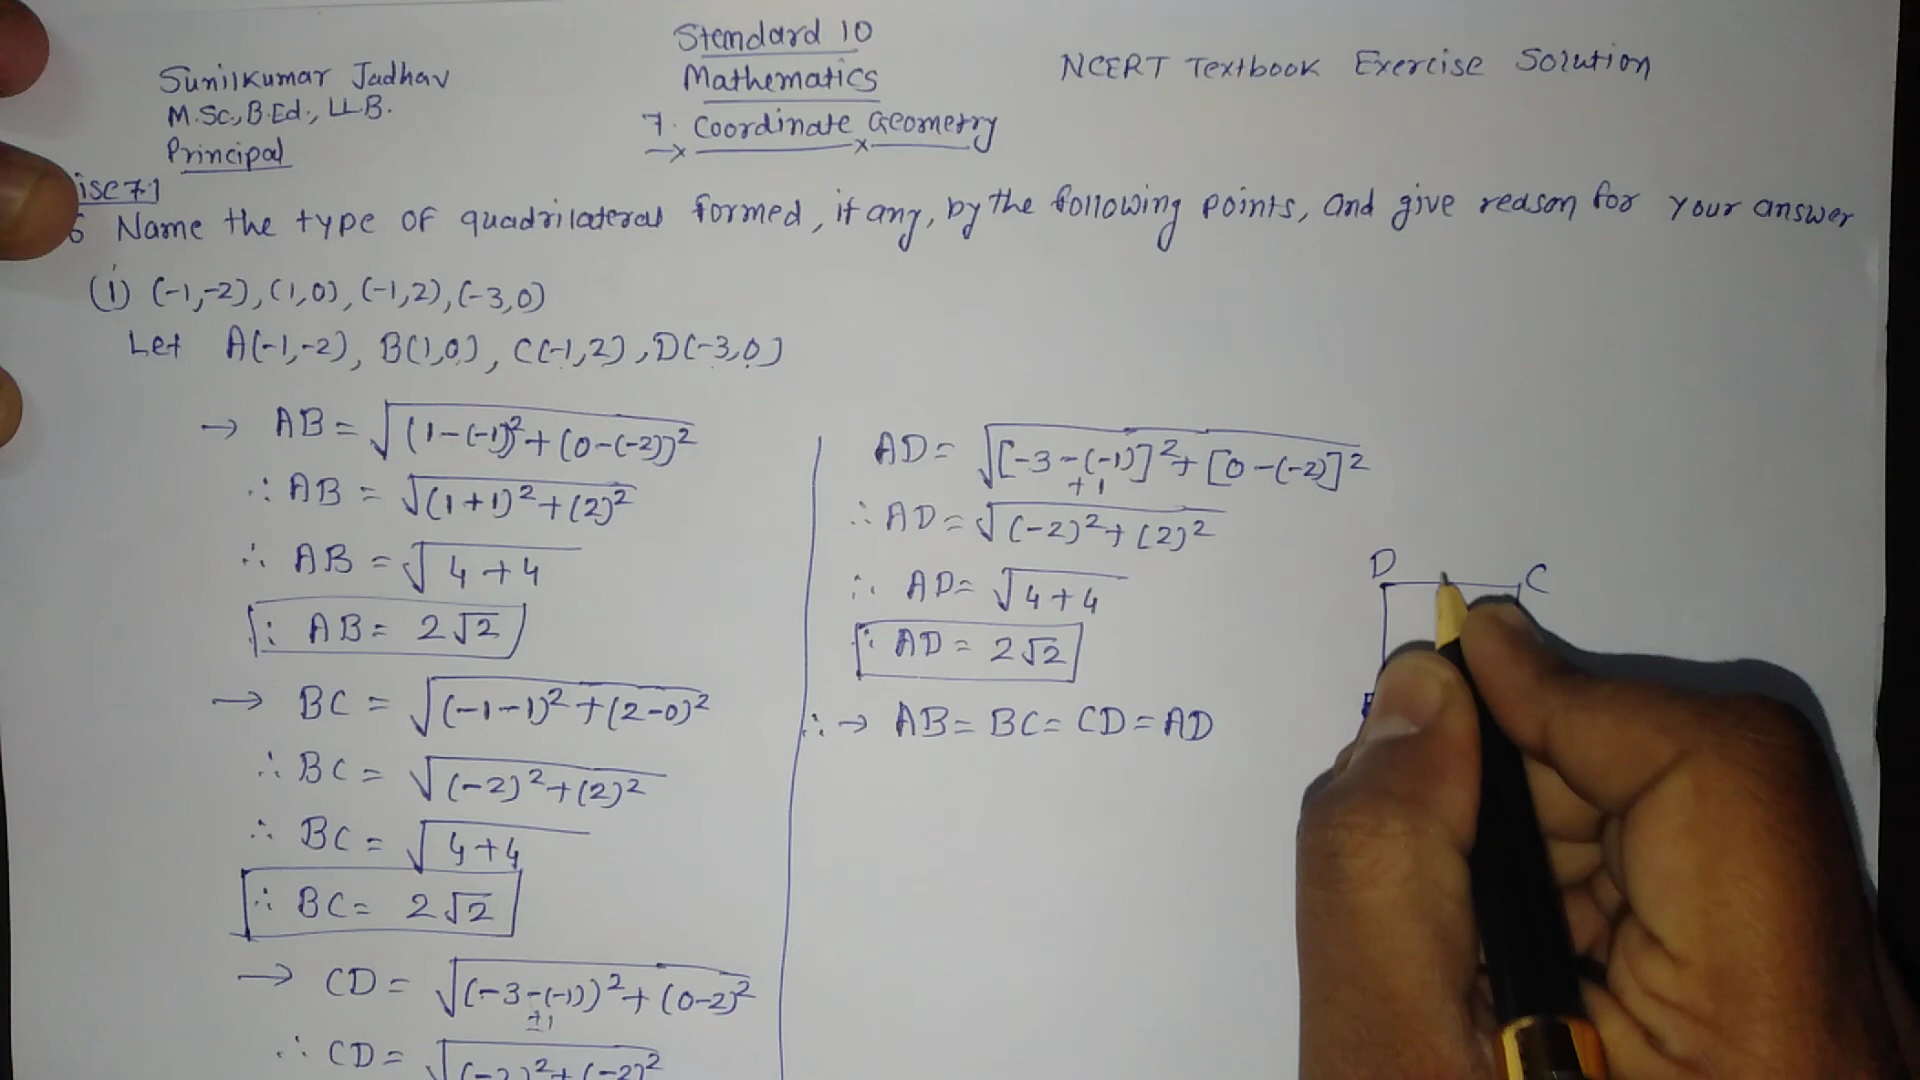 Standard 10
Sunilkumar Jadhav
Mathematics
NCERT Textbook Exercise Solution
M.Sc., B.Ed., LL.B.
7. Coordinate Geometry
Principal
ise 7.1
6 Name the type of quadrilateral formed, if any, by the following points, and give reason for your answer
(i) (-1,-2), (1,0), (-1,2), (-3,0)
Let A(-1,-2), B(1,0), C(-1,2), D(-3,0)
→ AB = √(1-(-1))²+(0-(-2))²
∴ AB = √(1+1)²+(2)²
∴ AB = √4+4
∴ AB = 2√2
→ BC = √(-1-1)²+(2-0)²
∴ BC = √(-2)²+(2)²
∴ BC = √4+4
∴ BC = 2√2
→ CD = √(-3-(-1))²+(0-2)²
+1
∴ CD = √(-2)²+(-2)²
AD = √[-3-(-1)]²+[0-(-2)]²
+1
∴ AD = √(-2)²+(2)²
∴ AD = √4+4
∴ AD = 2√2
∴ → AB = BC = CD = AD
D C